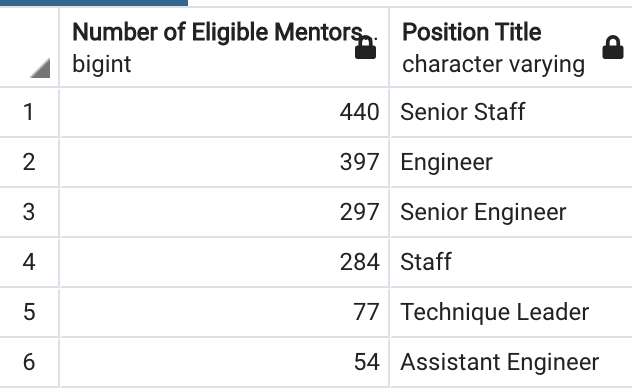 Number of Eligible Mentors.. Position Title
bigint character varying
1 440 Senior Staff
2 397 Engineer
3 297 Senior Engineer
4 284 Staff
5 77 Technique Leader
6 54 Assistant Engineer